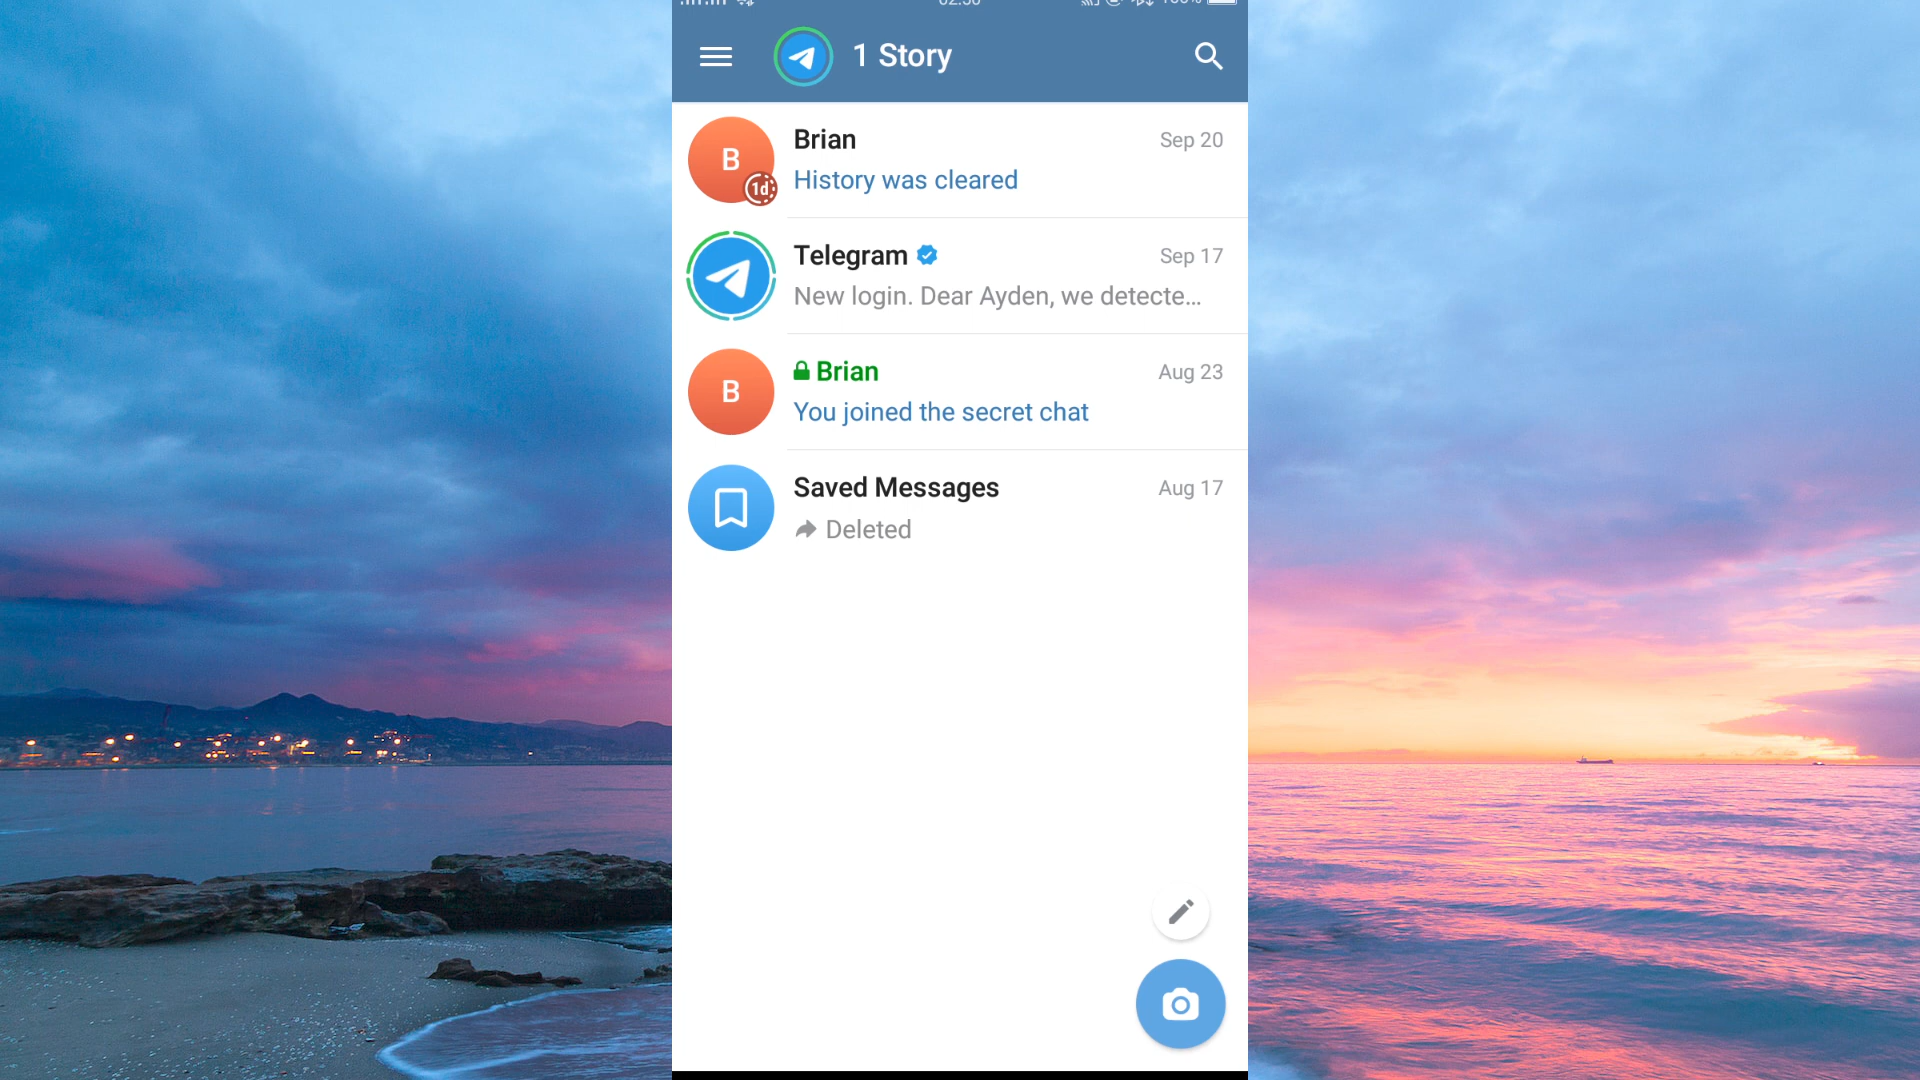 1 Story
B
1d
Brian
Sep 20
History was cleared
Telegram
Sep 17
New login. Dear Ayden, we detecte...
B
Brian
Aug 23
You joined the secret chat
Saved Messages
Aug 17
Deleted